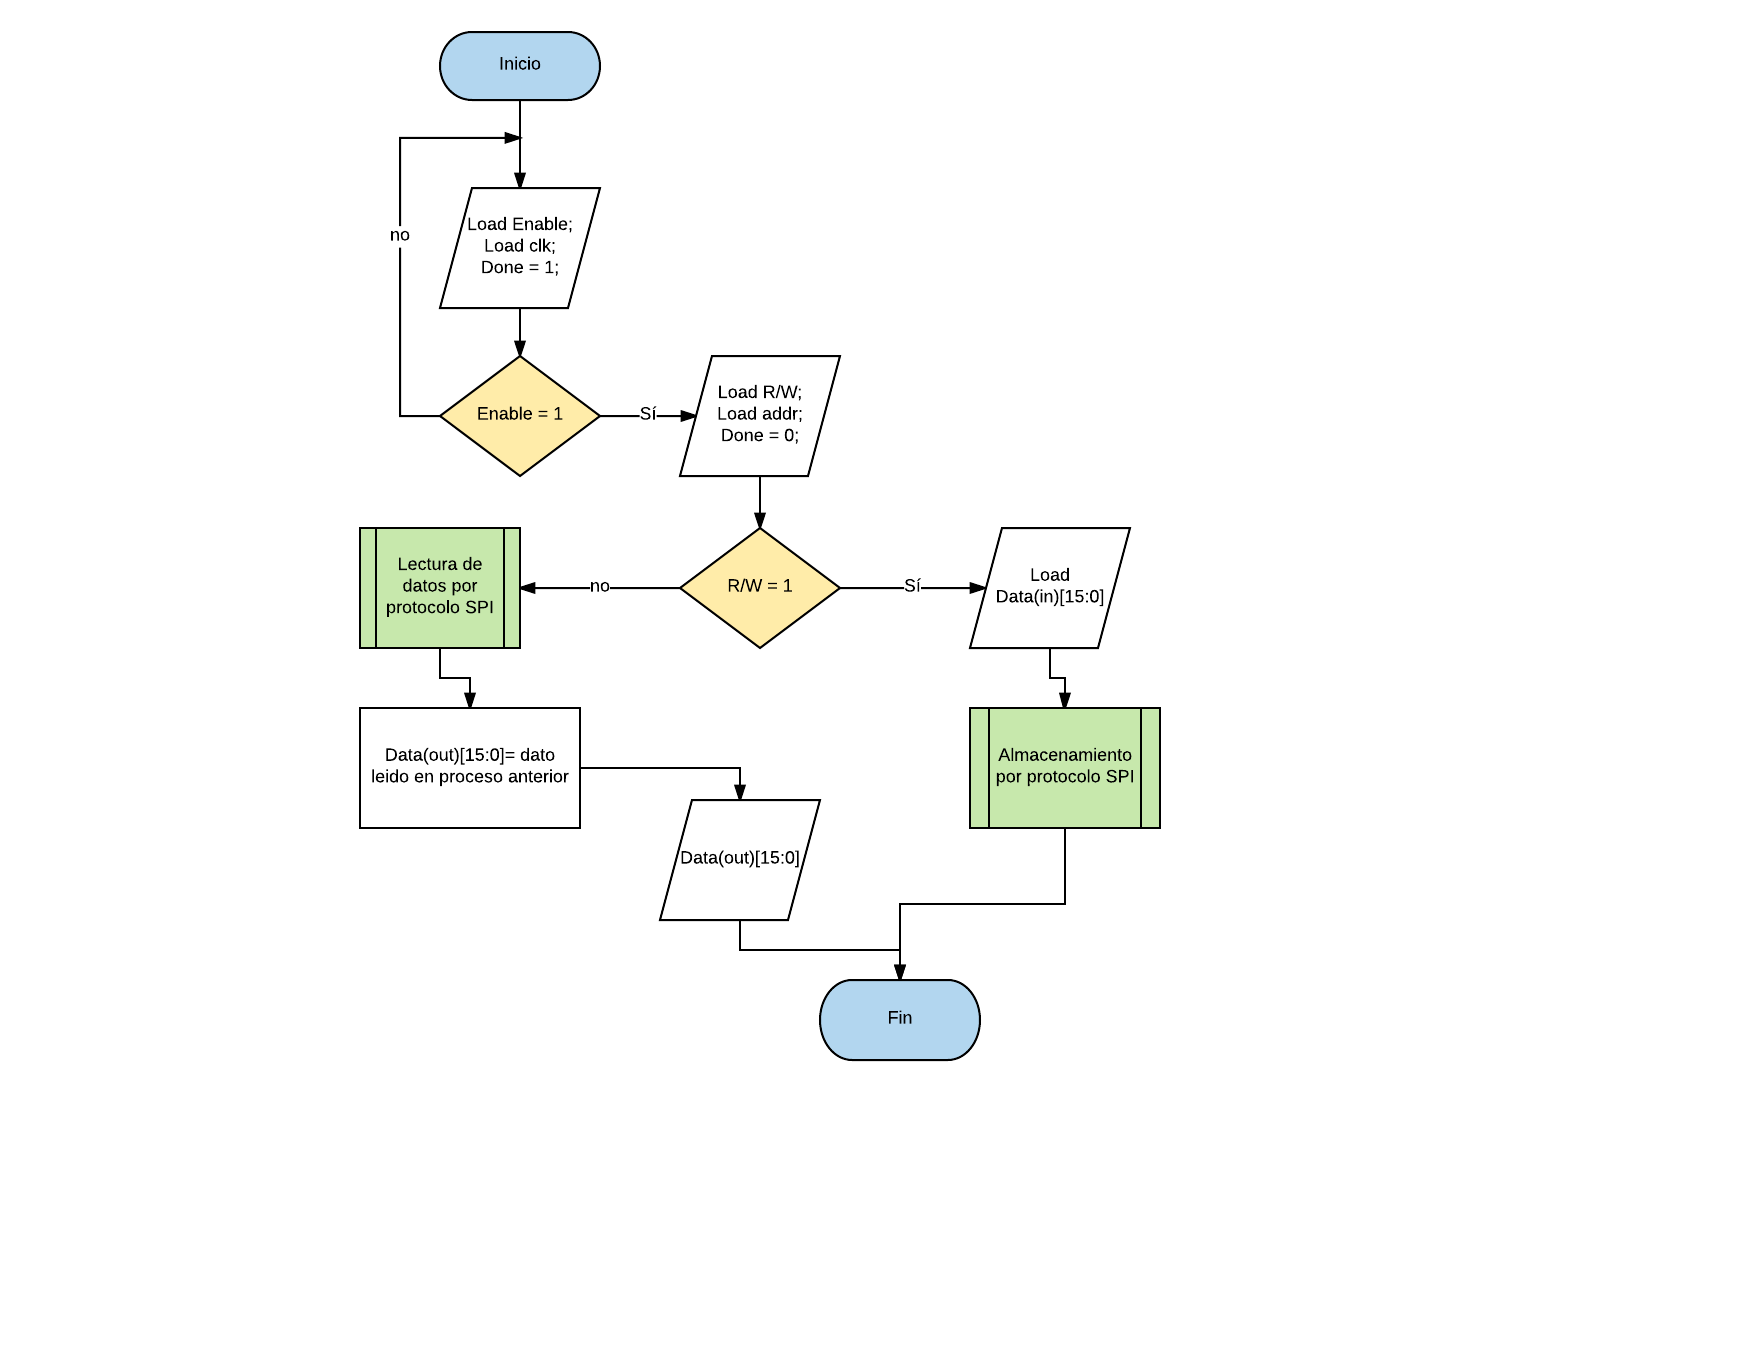 Inicio
no
Load Enable;
Load clk;
Done = 1;
Enable = 1
Sí
Load R/W;
Load addr;
Done = 0;
Lectura de
datos por
protocolo SPI
no
R/W = 1
Sí
Load
Data(in)[15:0]
Data(out)[15:0]= dato
leido en proceso anterior
Almacenamiento
por protocolo SPI
Data(out)[15:0]
Fin